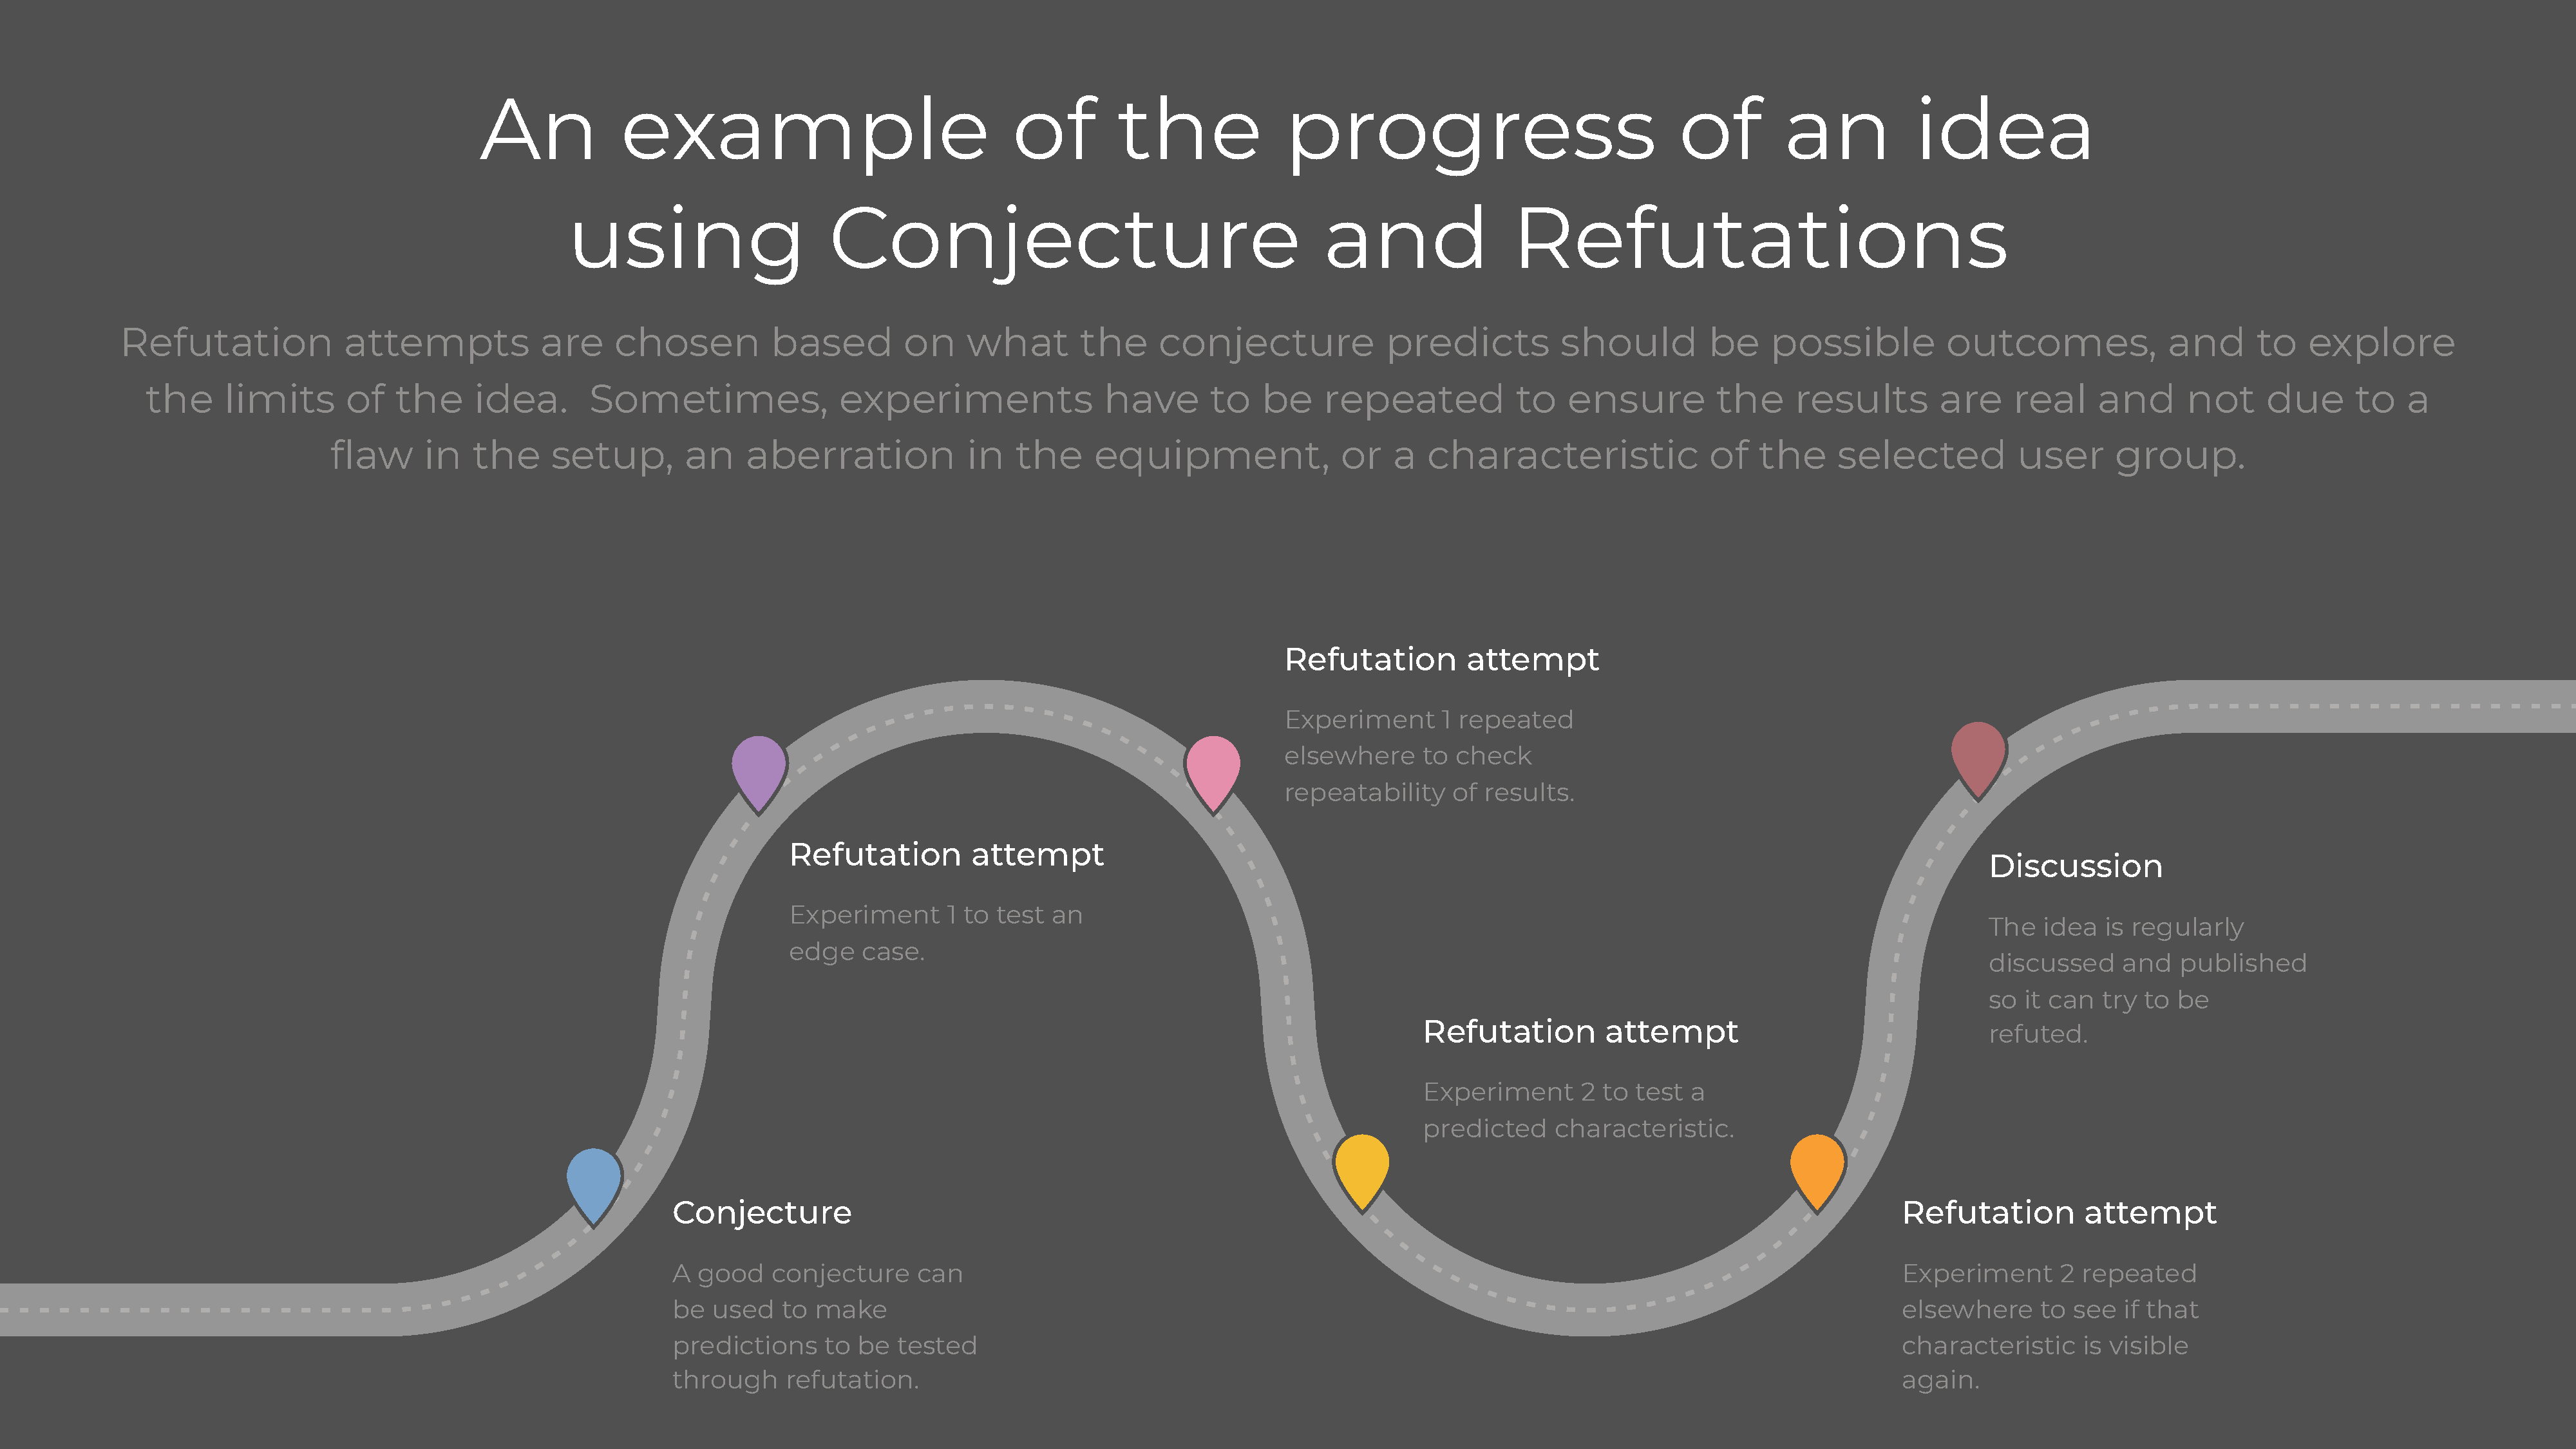 An example of the progress of an idea
using Conjecture and Refutations
Refutation attempts are chosen based on what the conjecture predicts should be possible outcomes, and to explore
the limits of the idea. Sometimes, experiments have to be repeated to ensure the results are real and not due to a
flaw in the setup, an aberration in the equipment, or a characteristic of the selected user group.
Conjecture
A good conjecture can
be used to make
predictions to be tested
through refutation.
Refutation attempt
Experiment 1 to test an
edge case.
Refutation attempt
Experiment 1 repeated
elsewhere to check
repeatability of results.
Refutation attempt
Experiment 2 to test a
predicted characteristic.
Refutation attempt
Experiment 2 repeated
elsewhere to see if that
characteristic is visible
again.
Discussion
The idea is regularly
discussed and published
so it can try to be
refuted.